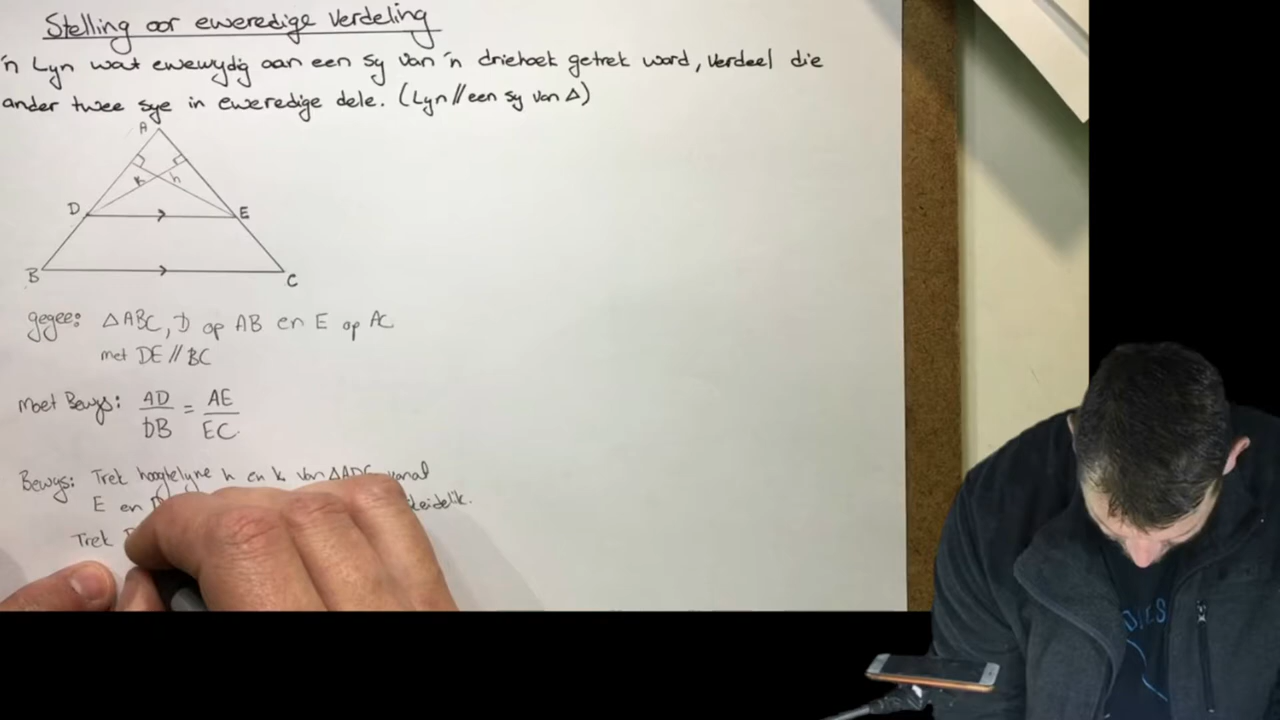 Stelling oor eweredige verdeling
'n Lyn wat ewewydig aan een sy van 'n driehoek getrek word, verdeel die
ander twee sye in eweredige dele. (Lyn // een sy van Δ)
A
k h
D E
B C
gegee: ΔABC, D op AB en E op AC
met DE // BC
Moet Bewys: AD/DB = AE/EC
Bewys: Trek hoogtelyne h en k van ΔADE vanaf
E en D
Trek